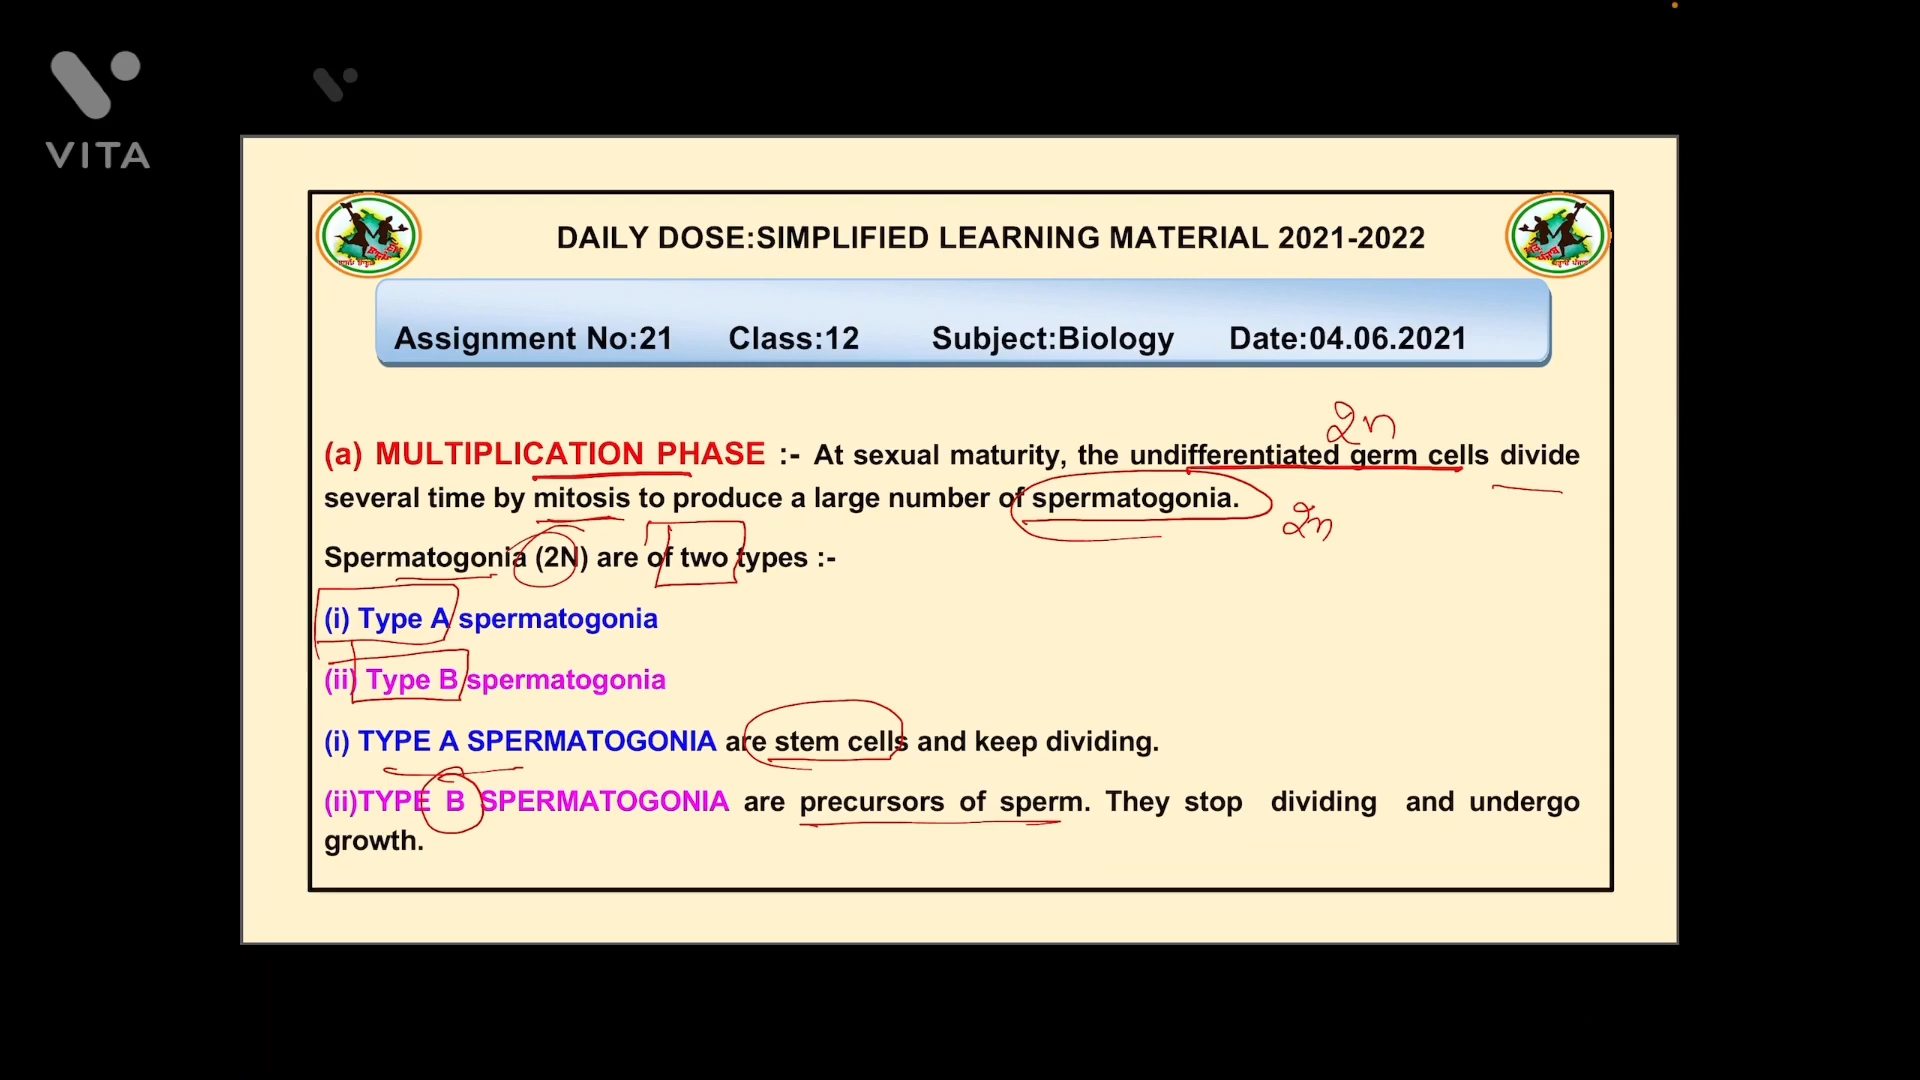 VITA
DAILY DOSE:SIMPLIFIED LEARNING MATERIAL 2021-2022
Assignment No:21 Class:12 Subject:Biology Date:04.06.2021
2n
(a) MULTIPLICATION PHASE :- At sexual maturity, the undifferentiated germ cells divide
several time by mitosis to produce a large number of spermatogonia.
2n
Spermatogonia (2N) are of two types :-
(i) Type A spermatogonia
(ii) Type B spermatogonia
(i) TYPE A SPERMATOGONIA are stem cells and keep dividing.
(ii)TYPE B SPERMATOGONIA are precursors of sperm. They stop dividing and undergo
growth.